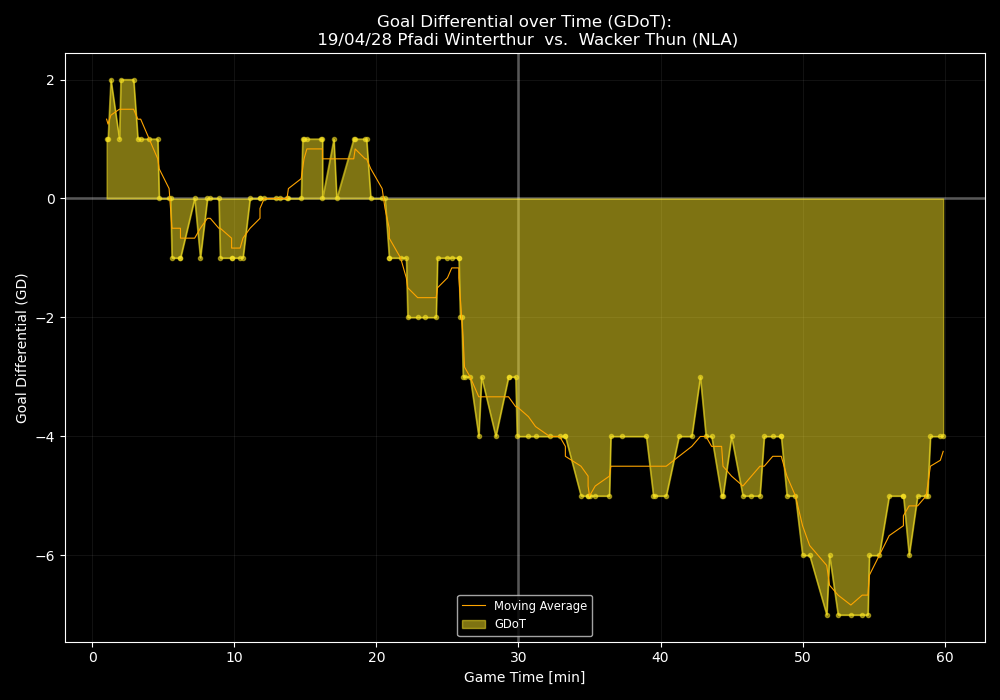 Goal Differential over Time (GDoT):
19/04/28 Pfadi Winterthur  vs.  Wacker Thun (NLA)
Goal Differential (GD)
2
0
−2
−4
−6
Moving Average
GDoT
0 10 20 30 40 50 60
Game Time [min]